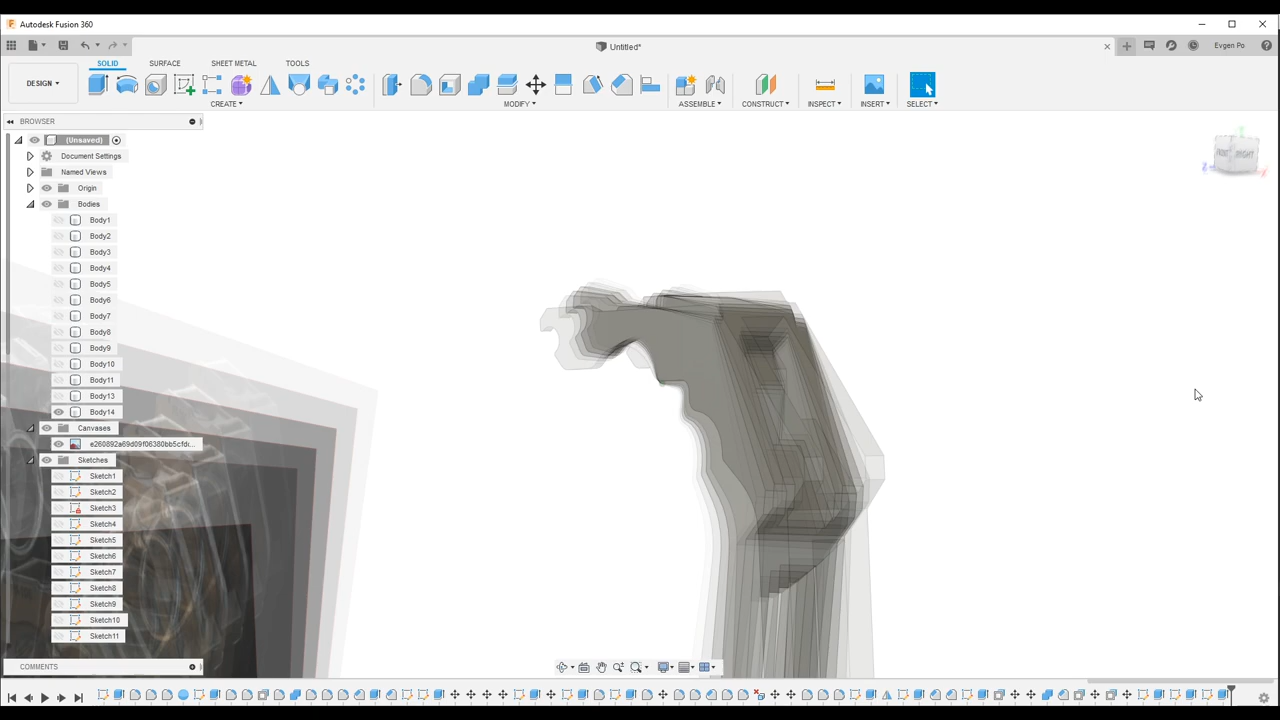 Autodesk Fusion 360
Untitled*
Evgen Po
DESIGN
SOLID
SURFACE
SHEET METAL
TOOLS
CREATE
MODIFY
ASSEMBLE
CONSTRUCT
INSPECT
INSERT
SELECT
BROWSER
(Unsaved)
Document Settings
Named Views
Origin
Bodies
Body1
Body2
Body3
Body4
Body5
Body6
Body7
Body8
Body9
Body10
Body11
Body13
Body14
Canvases
e260892a69d09f06380bb5cfd...
Sketches
Sketch1
Sketch2
Sketch3
Sketch4
Sketch5
Sketch6
Sketch7
Sketch8
Sketch9
Sketch10
Sketch11
COMMENTS
RIGHT